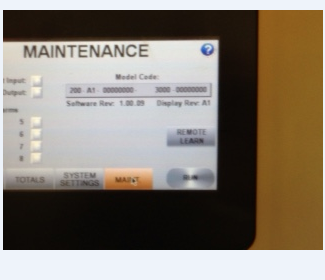 MAINTENANCE ?
t Input: Model Code:
Output: 200- A1- 00000000- 3000-00000000
Software Rev: 1.00.09 Display Rev: A1
arms
5
6 REMOTE
7 LEARN
8
TOTALS SYSTEM SETTINGS MAINT RUN